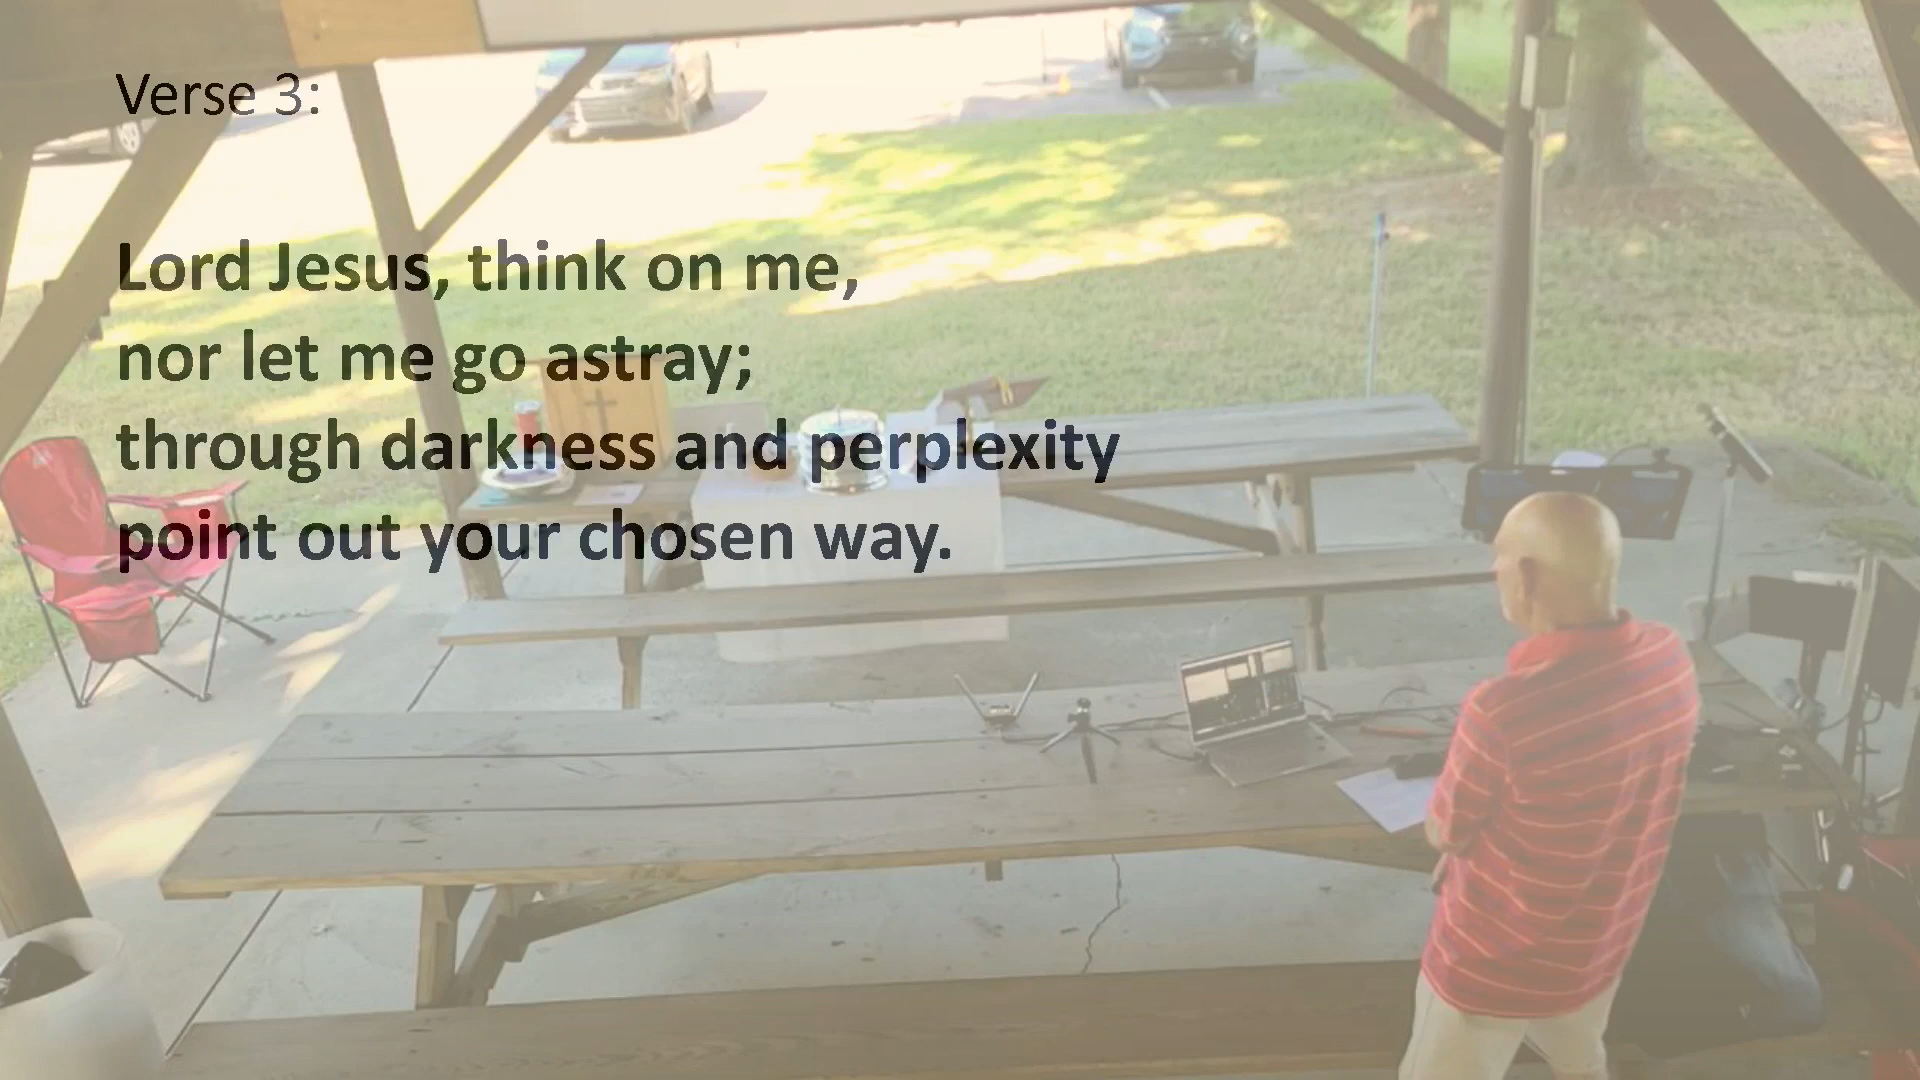 Verse 3:
Lord Jesus, think on me,
nor let me go astray;
through darkness and perplexity
point out your chosen way.